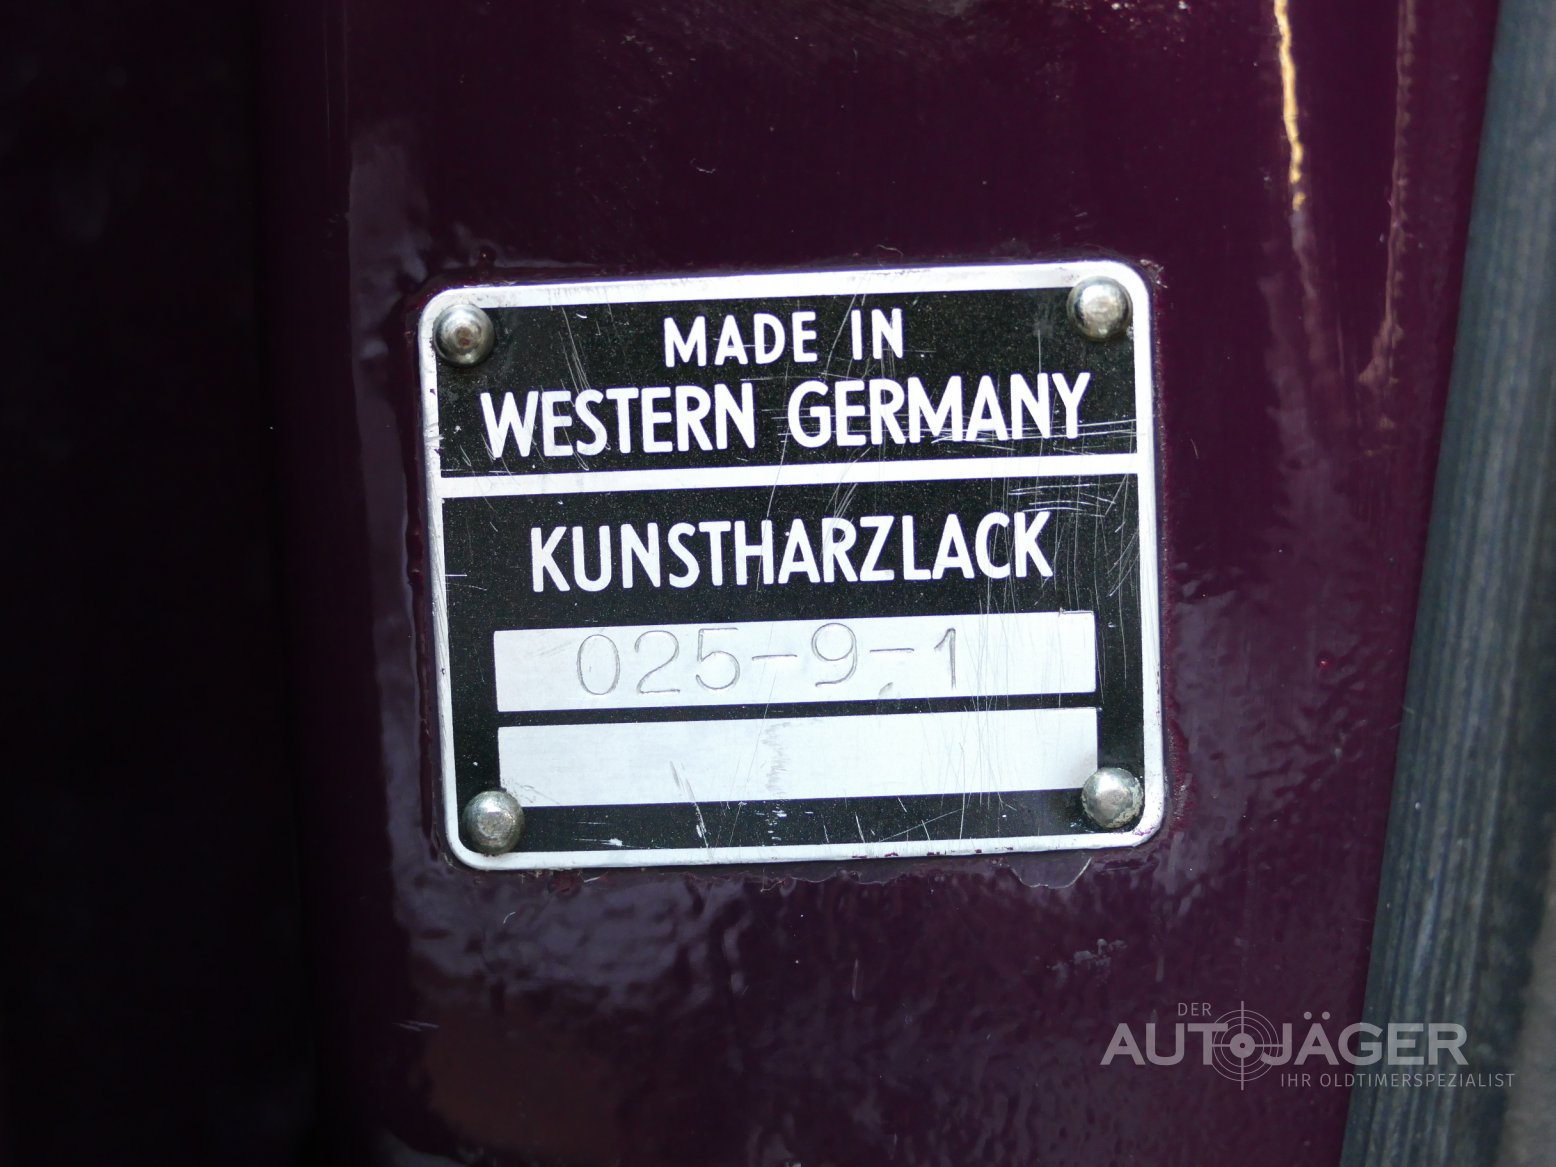 MADE IN
WESTERN GERMANY
KUNSTHARZLACK
025-9-1
DER
AUTOJÄGER
IHR OLDTIMERSPEZIALIST